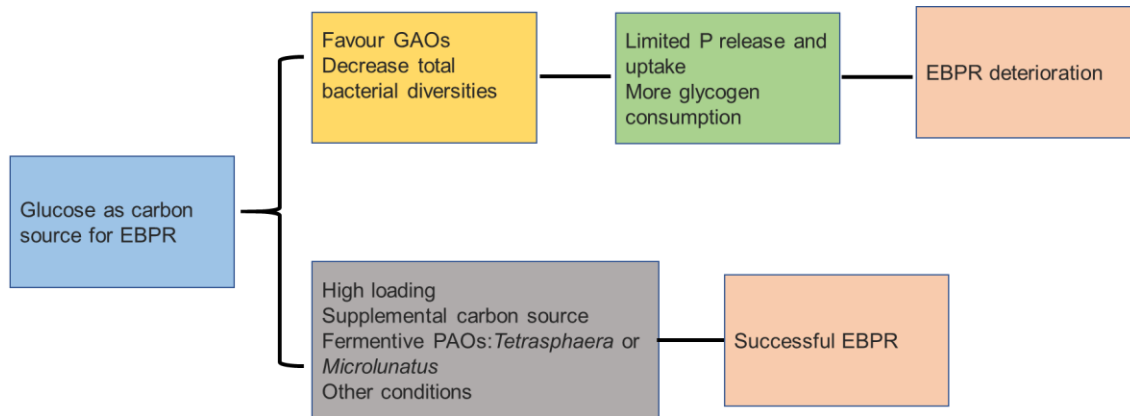 Glucose as carbon
source for EBPR
Favour GAOs
Decrease total
bacterial diversities
Limited P release and
uptake
More glycogen
consumption
EBPR deterioration
High loading
Supplemental carbon source
Fermentive PAOs:Tetrasphaera or
Microlunatus
Other conditions
Successful EBPR